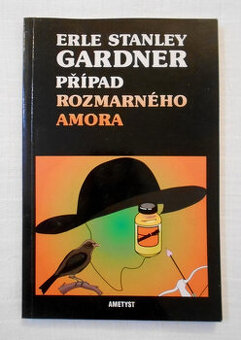 ERLE STANLEY
GARDNER
PŘÍPAD
ROZMARNÉHO
AMORA
AMETYST